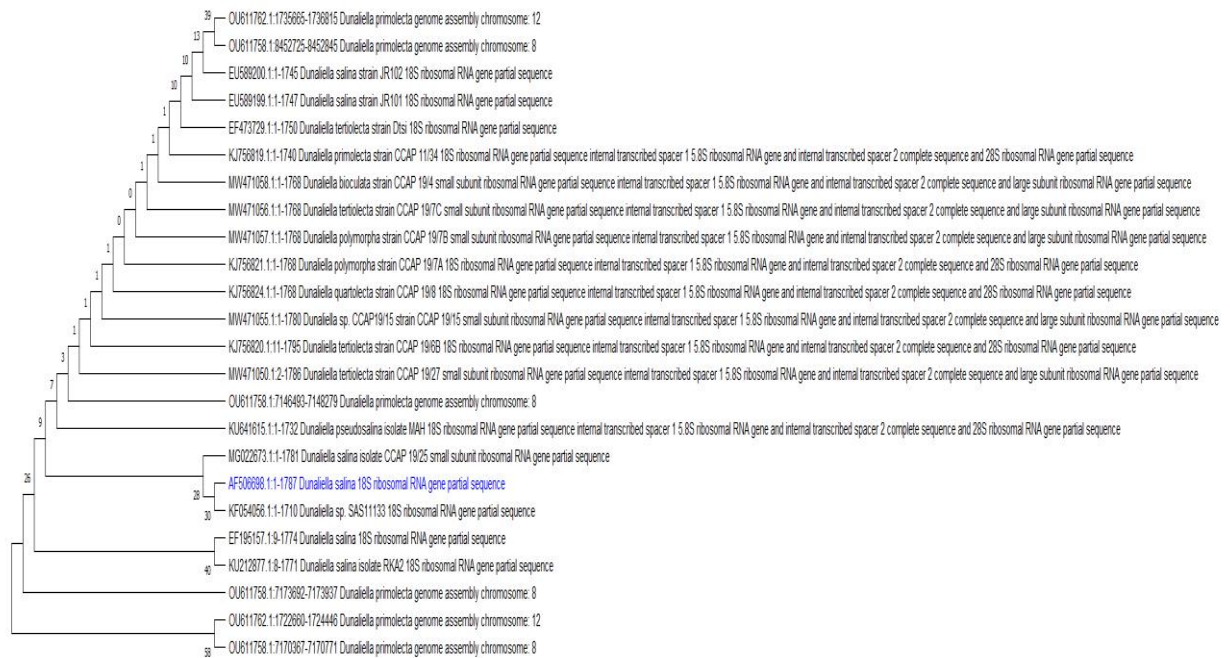 39
OU611762.1:1735665-1736815 Dunaliella primolecta genome assembly chromosome: 12
13
OU611758.1:8452725-8452845 Dunaliella primolecta genome assembly chromosome: 8
10
EU589200.1:1-1745 Dunaliella salina strain JR102 18S ribosomal RNA gene partial sequence
10
EU589199.1:1-1747 Dunaliella salina strain JR101 18S ribosomal RNA gene partial sequence
1
EF473729.1:1-1750 Dunaliella tertiolecta strain Dtsi 18S ribosomal RNA gene partial sequence
1
KJ756819.1:1-1740 Dunaliella primolecta strain CCAP 11/34 18S ribosomal RNA gene partial sequence internal transcribed spacer 1 5.8S ribosomal RNA gene and internal transcribed spacer 2 complete sequence and 28S ribosomal RNA gene partial sequence
1
MW471058.1:1-1768 Dunaliella bioculata strain CCAP 19/4 small subunit ribosomal RNA gene partial sequence internal transcribed spacer 1 5.8S ribosomal RNA gene and internal transcribed spacer 2 complete sequence and large subunit ribosomal RNA gene partial sequence
0
MW471056.1:1-1768 Dunaliella tertiolecta strain CCAP 19/7C small subunit ribosomal RNA gene partial sequence internal transcribed spacer 1 5.8S ribosomal RNA gene and internal transcribed spacer 2 complete sequence and large subunit ribosomal RNA gene partial sequence
0
MW471057.1:1-1768 Dunaliella polymorpha strain CCAP 19/7B small subunit ribosomal RNA gene partial sequence internal transcribed spacer 1 5.8S ribosomal RNA gene and internal transcribed spacer 2 complete sequence and large subunit ribosomal RNA gene partial sequence
1
KJ756821.1:1-1768 Dunaliella polymorpha strain CCAP 19/7A 18S ribosomal RNA gene partial sequence internal transcribed spacer 1 5.8S ribosomal RNA gene and internal transcribed spacer 2 complete sequence and 28S ribosomal RNA gene partial sequence
1
KJ756824.1:1-1768 Dunaliella quartolecta strain CCAP 19/8 18S ribosomal RNA gene partial sequence internal transcribed spacer 1 5.8S ribosomal RNA gene and internal transcribed spacer 2 complete sequence and 28S ribosomal RNA gene partial sequence
1
MW471055.1:1-1780 Dunaliella sp. CCAP19/15 strain CCAP 19/15 small subunit ribosomal RNA gene partial sequence internal transcribed spacer 1 5.8S ribosomal RNA gene and internal transcribed spacer 2 complete sequence and large subunit ribosomal RNA gene partial sequence
1
KJ756820.1:11-1795 Dunaliella tertiolecta strain CCAP 19/6B 18S ribosomal RNA gene partial sequence internal transcribed spacer 1 5.8S ribosomal RNA gene and internal transcribed spacer 2 complete sequence and 28S ribosomal RNA gene partial sequence
3
MW471050.1:2-1786 Dunaliella tertiolecta strain CCAP 19/27 small subunit ribosomal RNA gene partial sequence internal transcribed spacer 1 5.8S ribosomal RNA gene and internal transcribed spacer 2 complete sequence and large subunit ribosomal RNA gene partial sequence
7
OU611758.1:7146493-7148279 Dunaliella primolecta genome assembly chromosome: 8
9
KU641615.1:1-1732 Dunaliella pseudosalina isolate MAH 18S ribosomal RNA gene partial sequence internal transcribed spacer 1 5.8S ribosomal RNA gene and internal transcribed spacer 2 complete sequence and 28S ribosomal RNA gene partial sequence
MG022673.1:1-1781 Dunaliella salina isolate CCAP 19/25 small subunit ribosomal RNA gene partial sequence
26
AF506698.1:1-1787 Dunaliella salina 18S ribosomal RNA gene partial sequence
28
KF054056.1:1-1710 Dunaliella sp. SAS11133 18S ribosomal RNA gene partial sequence
30
EF195157.1:9-1774 Dunaliella salina 18S ribosomal RNA gene partial sequence
KU212877.1:8-1771 Dunaliella salina isolate RKA2 18S ribosomal RNA gene partial sequence
40
OU611758.1:7173692-7173937 Dunaliella primolecta genome assembly chromosome: 8
OU611762.1:1722660-1724446 Dunaliella primolecta genome assembly chromosome: 12
OU611758.1:7170367-7170771 Dunaliella primolecta genome assembly chromosome: 8
58